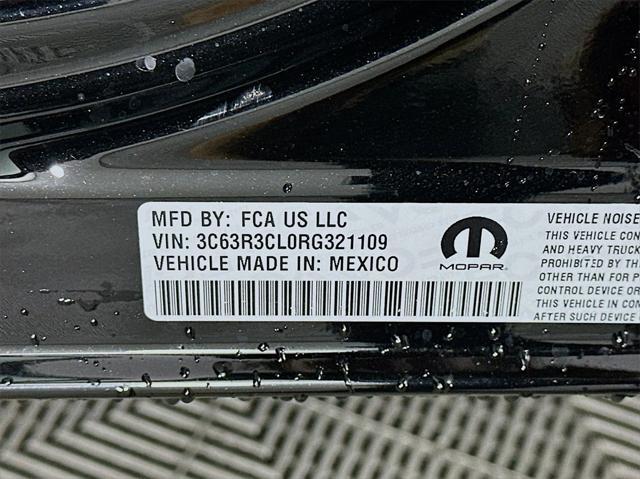 MFD BY: FCA US LLC
VIN: 3C63R3CL0RG321109
VEHICLE MADE IN: MEXICO
MOPAR
VEHICLE NOISE
THIS VEHICLE CON
AND HEAVY TRUCK
PROHIBITED BY THI
OTHER THAN FOR P
CONTROL DEVICE OR
THIS VEHICLE IN CO
AFTER SUCH DEVICE